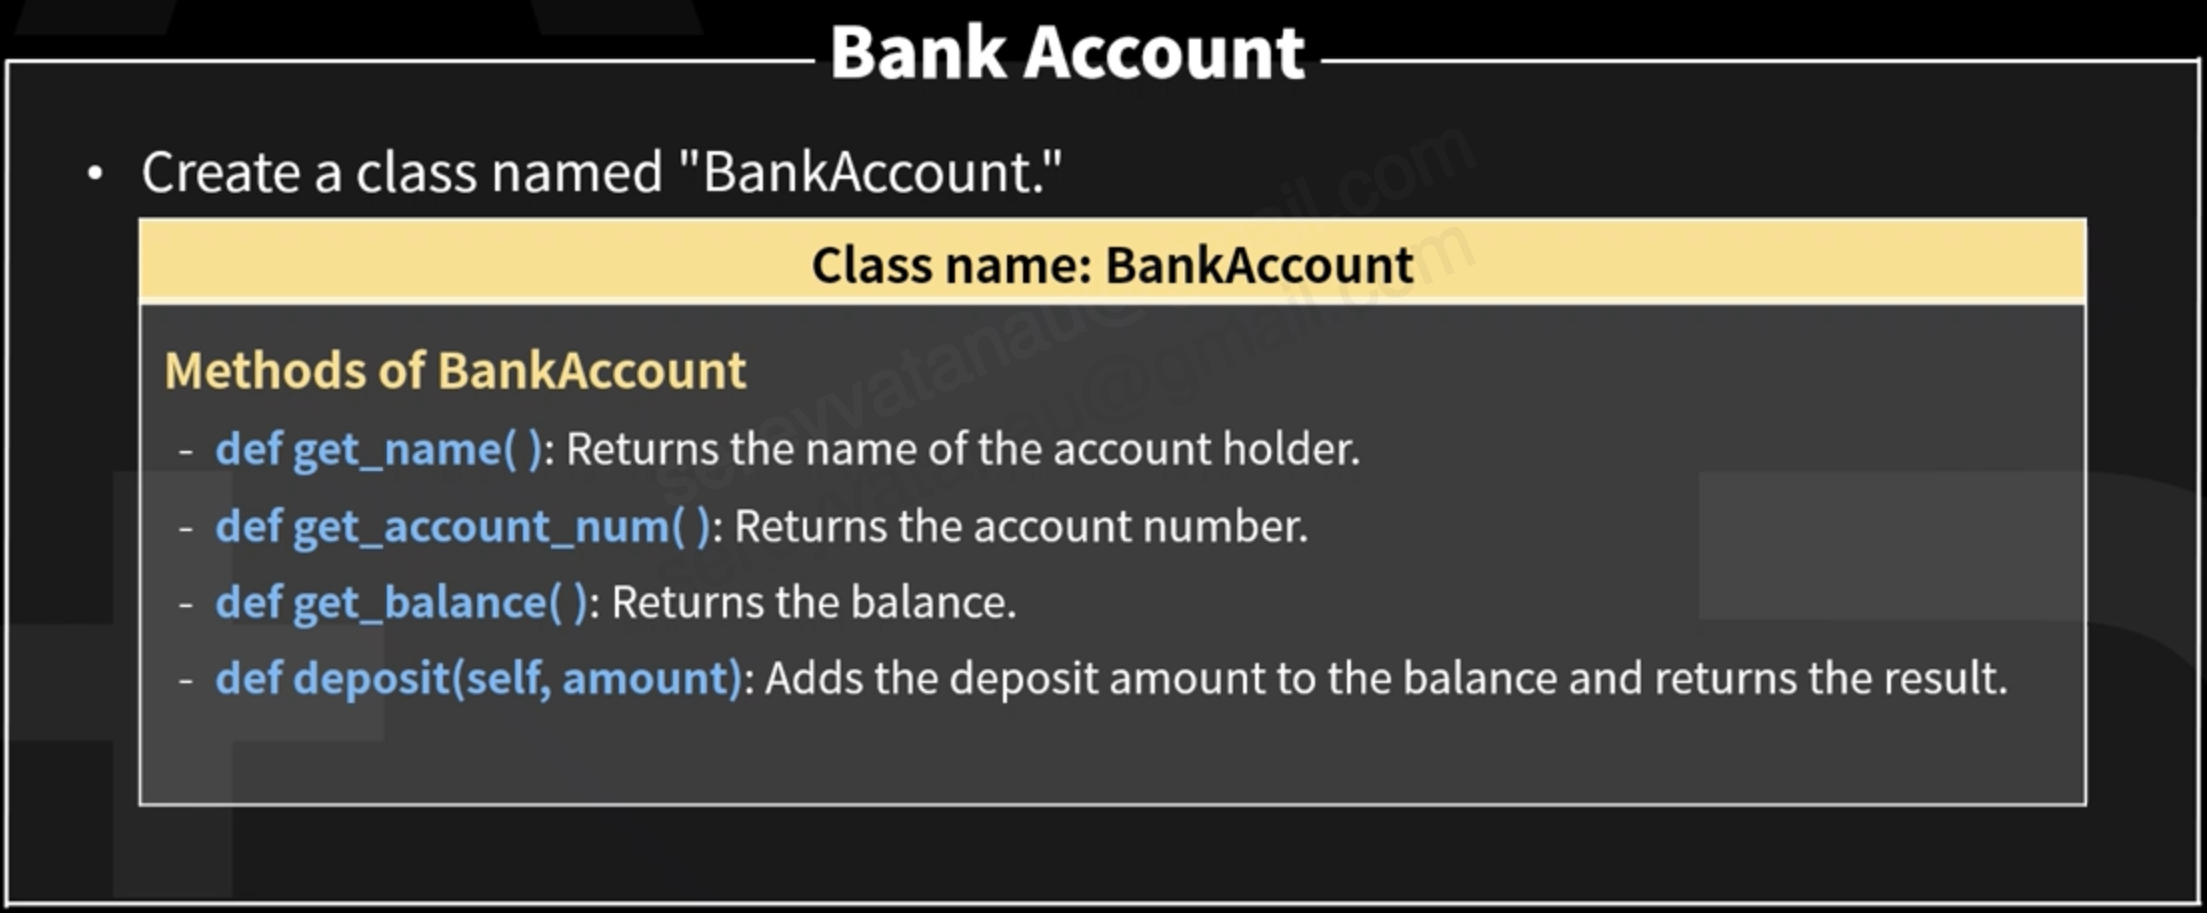 Bank Account
• Create a class named "BankAccount."
Class name: BankAccount
Methods of BankAccount
- def get_name( ): Returns the name of the account holder.
- def get_account_num( ): Returns the account number.
- def get_balance( ): Returns the balance.
- def deposit(self, amount): Adds the deposit amount to the balance and returns the result.